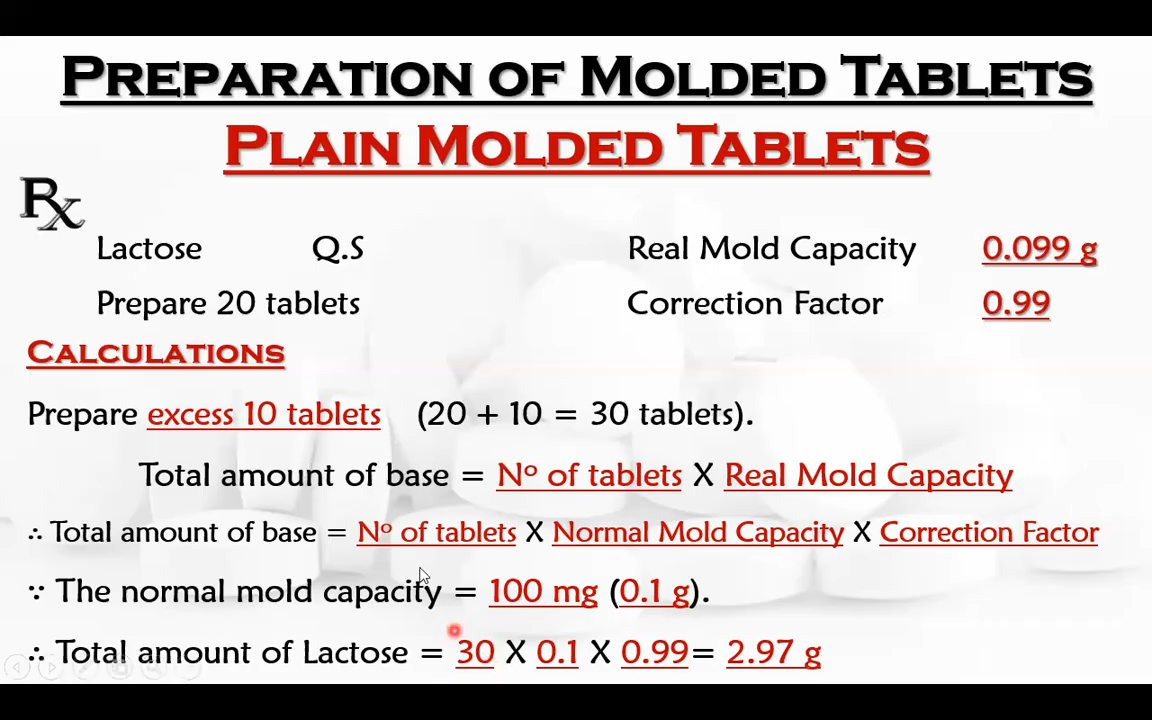 PREPARATION OF MOLDED TABLETS
PLAIN MOLDED TABLETS
Rx
Lactose Q.S Real Mold Capacity 0.099 g
Prepare 20 tablets Correction Factor 0.99
CALCULATIONS
Prepare excess 10 tablets (20 + 10 = 30 tablets).
Total amount of base = Nº of tablets X Real Mold Capacity
∴ Total amount of base = Nº of tablets X Normal Mold Capacity X Correction Factor
∵ The normal mold capacity = 100 mg (0.1 g).
∴ Total amount of Lactose = 30 X 0.1 X 0.99= 2.97 g